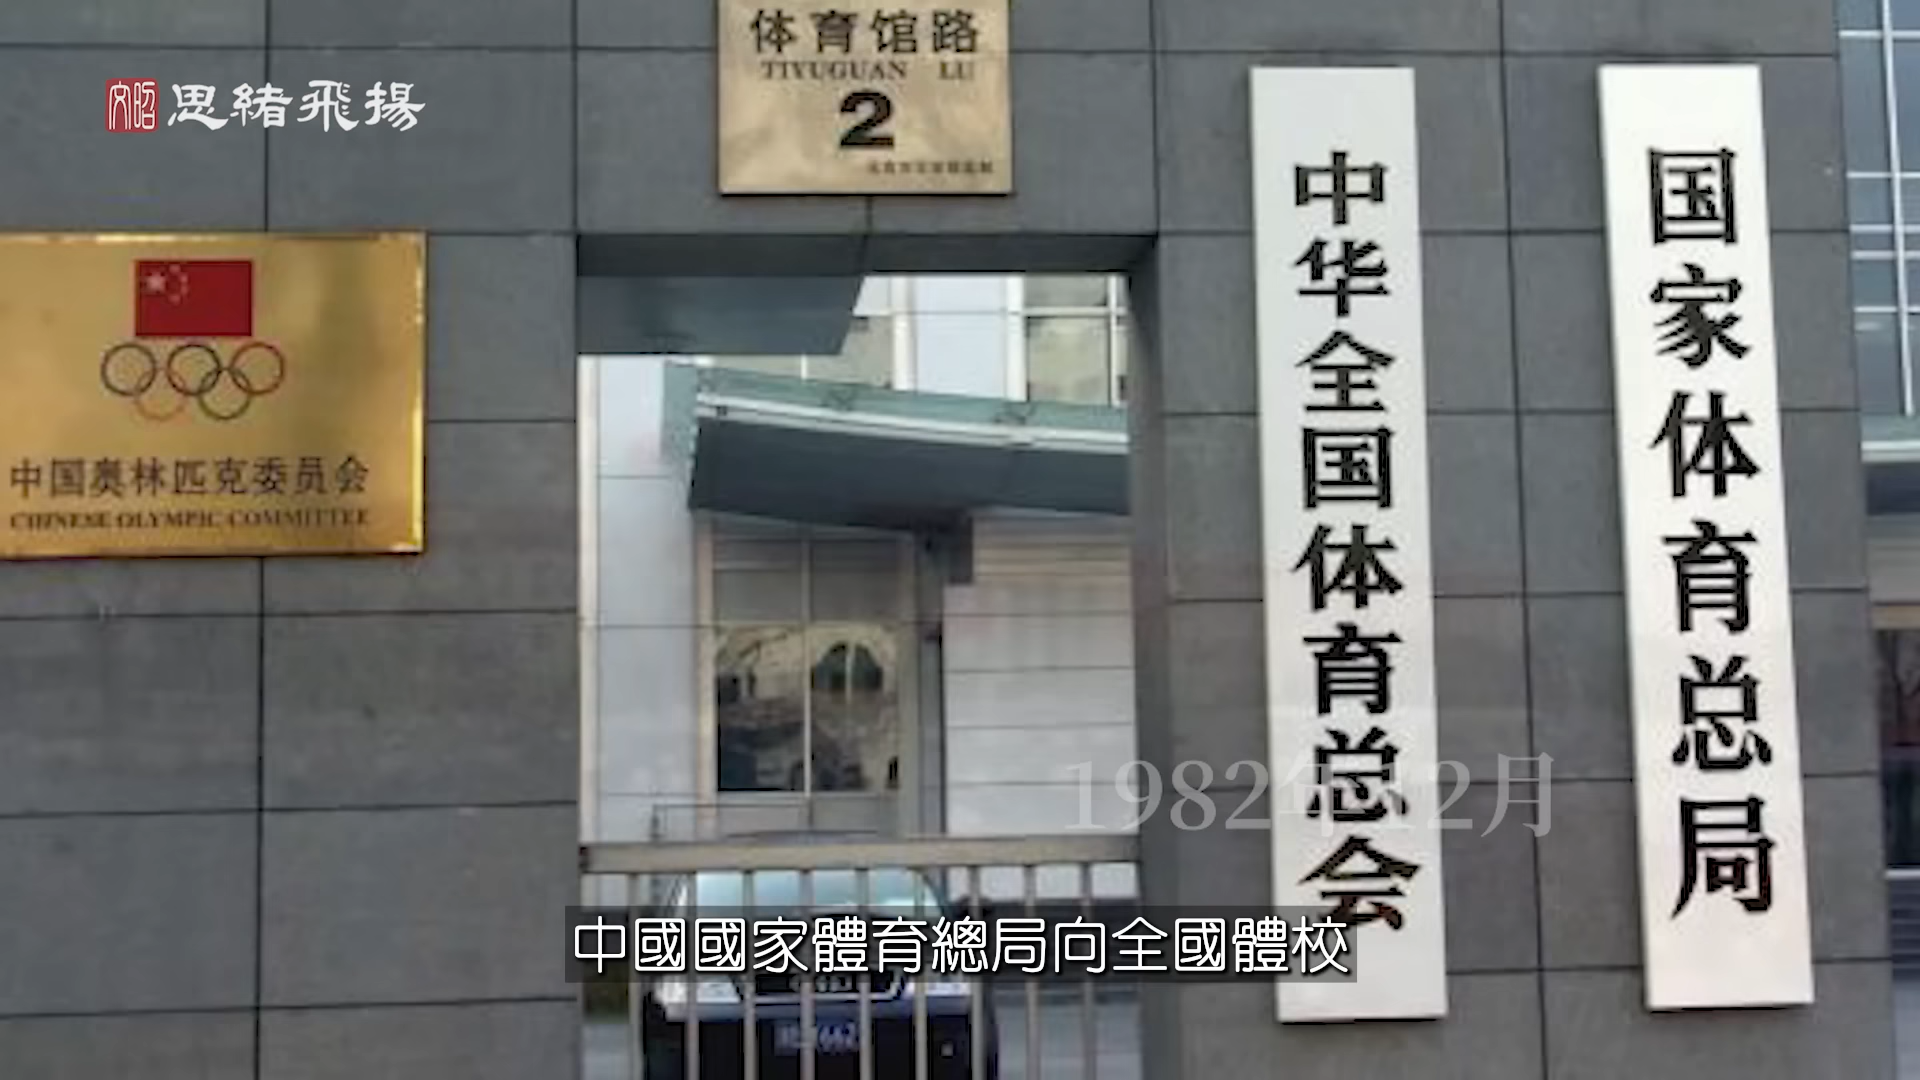 体育馆路
TIYUGUAN LU
2
文昭
思緒飛揚
中国奥林匹克委员会
CHINESE OLYMPIC COMMITTEE
中华全国体育总会
国家体育总局
1982年12月
中國國家體育總局向全國體校